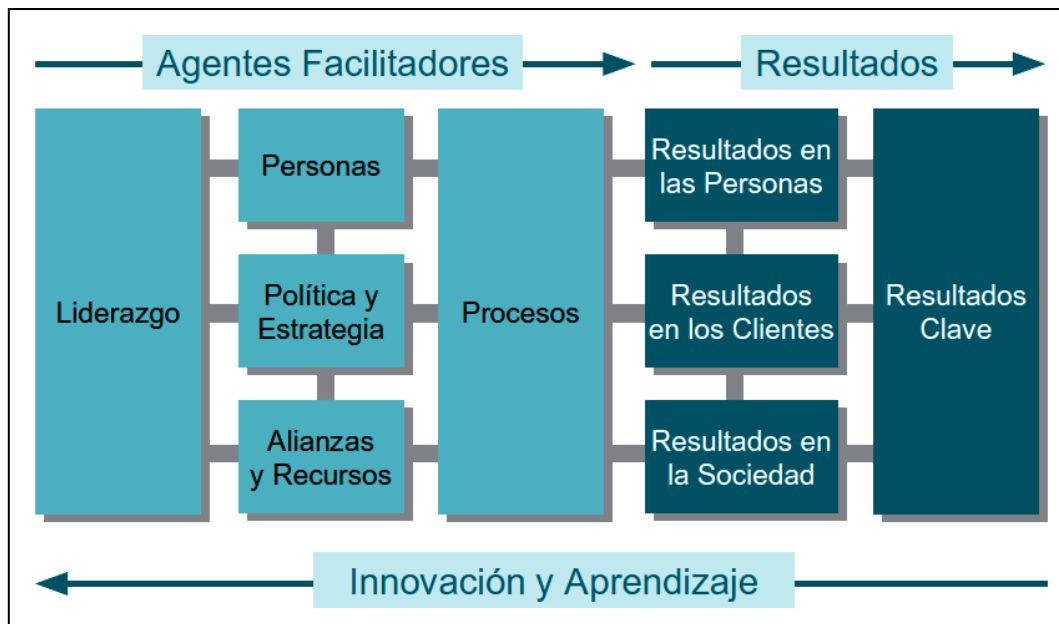 Agentes Facilitadores
Resultados
Liderazgo
Personas
Política y
Estrategia
Alianzas
y Recursos
Procesos
Resultados en
las Personas
Resultados
en los Clientes
Resultados en
la Sociedad
Resultados
Clave
Innovación y Aprendizaje